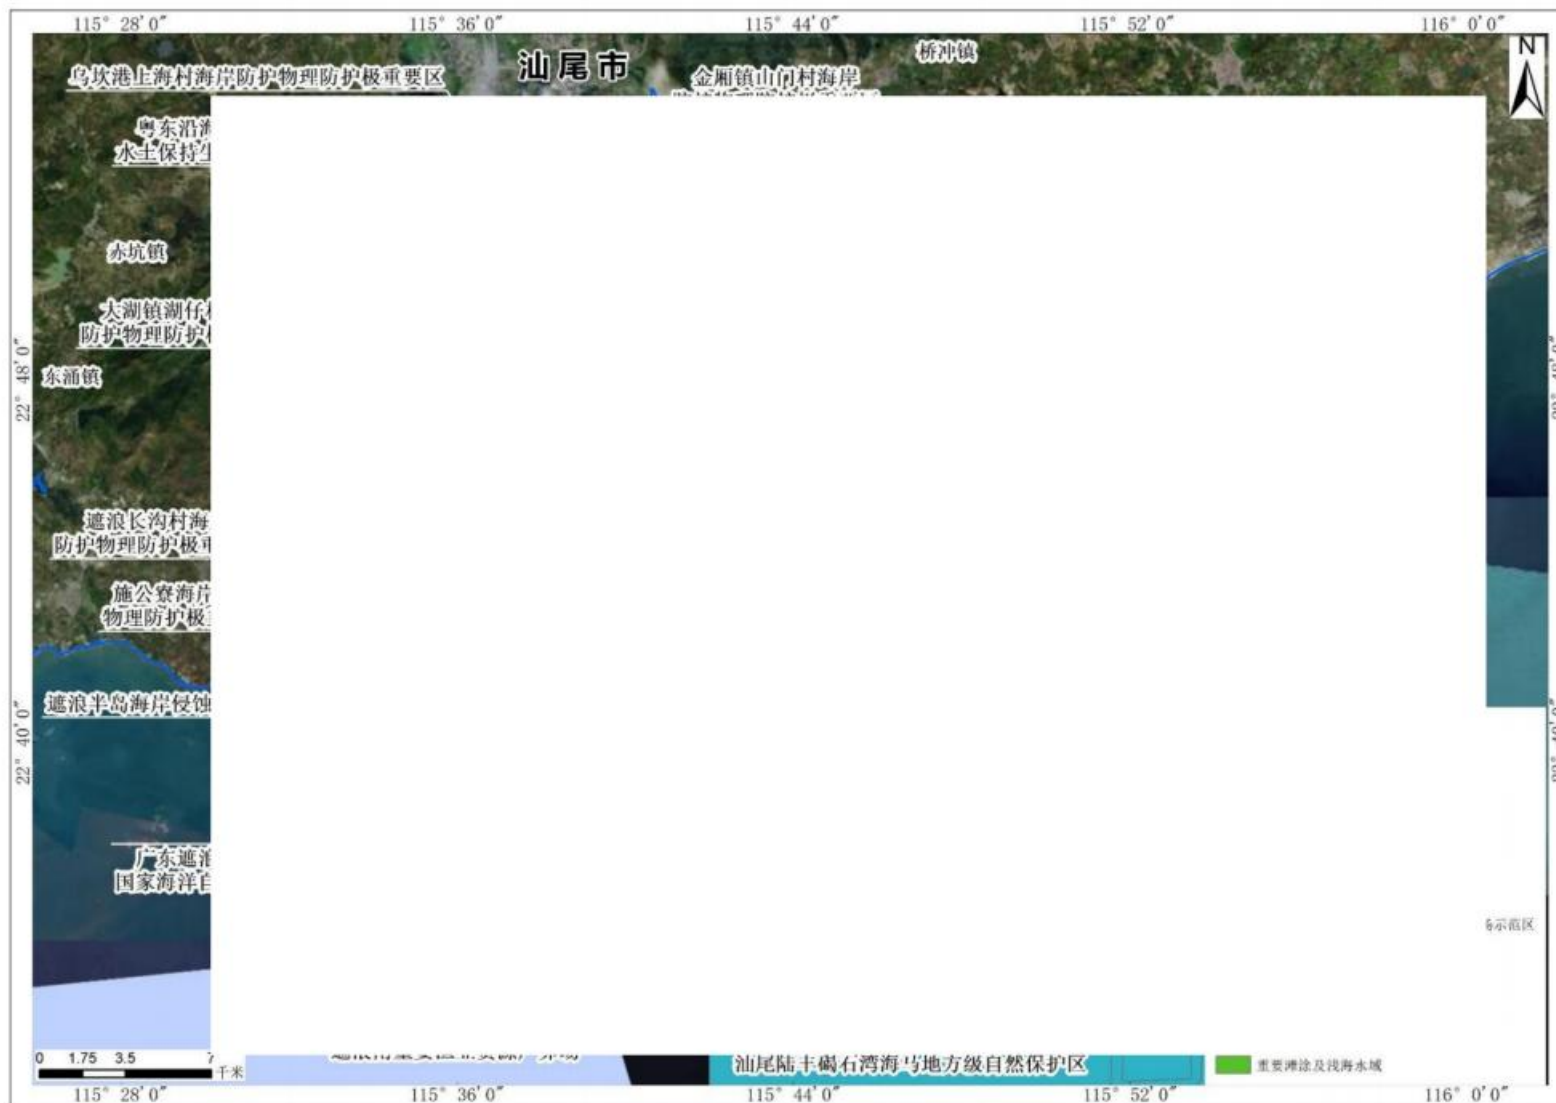 115° 28′ 0″ 115° 36′ 0″ 115° 44′ 0″ 115° 52′ 0″ 116° 0′ 0″
N
汕尾市
桥冲镇
乌坎港上海村海岸防护物理防护极重要区
金厢镇山门村海岸
粤东沿海
水土保持生
赤坑镇
大湖镇湖仔村
防护物理防护极
22° 48′ 0″
东涌镇
遮浪长沟村海
防护物理防护极重
施公寮海岸
物理防护极
遮浪半岛海岸侵蚀
22° 40′ 0″
广东遮浪
国家海洋自
示范区
0 1.75 3.5 7
千米
汕尾陆丰碣石湾海马地方级自然保护区
重要滩涂及浅海水域
115° 28′ 0″ 115° 36′ 0″ 115° 44′ 0″ 115° 52′ 0″ 116° 0′ 0″